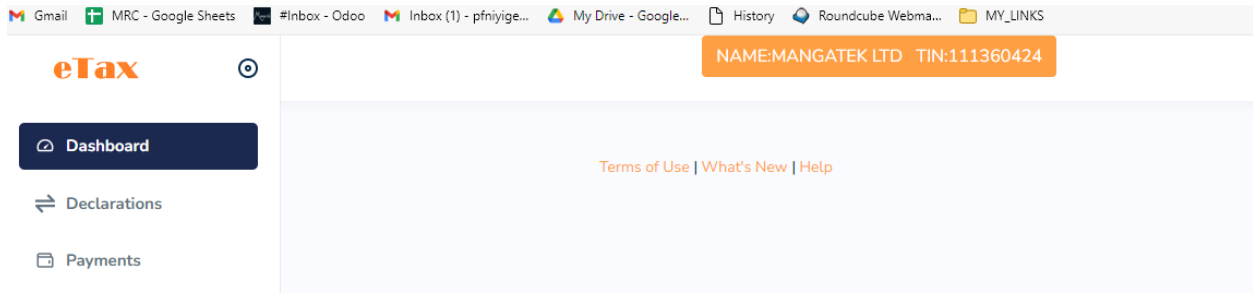 Gmail MRC - Google Sheets #Inbox - Odoo Inbox (1) - pfniyige... My Drive - Google... History Roundcube Webma... MY_LINKS
eTax
NAME:MANGATEK LTD TIN:111360424
Dashboard
Terms of Use | What's New | Help
Declarations
Payments